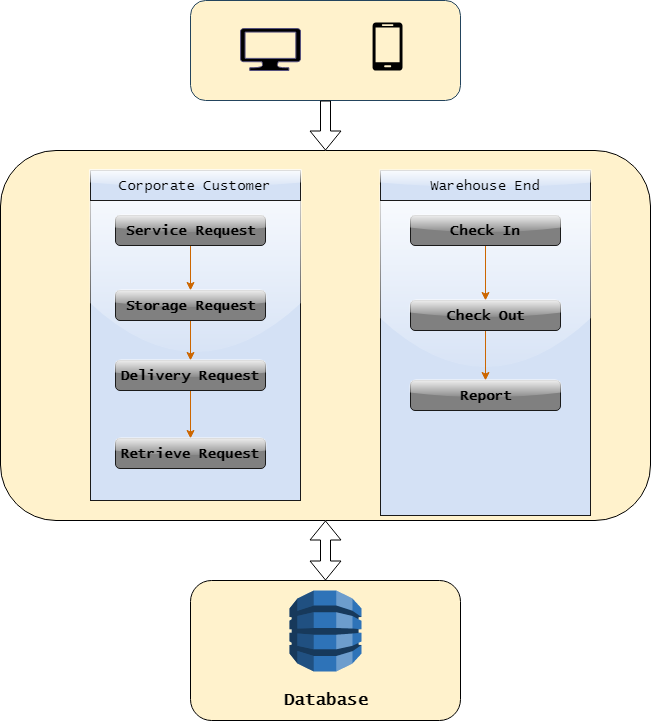 Corporate Customer
Service Request
Storage Request
Delivery Request
Retrieve Request
Warehouse End
Check In
Check Out
Report
Database